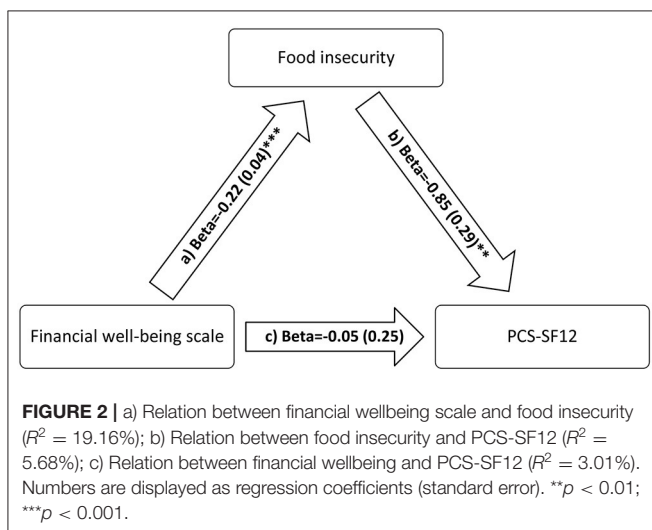 Food insecurity
a) Beta=-0.22 (0.04)***
b) Beta=-0.85 (0.29)**
Financial well-being scale
c) Beta=-0.05 (0.25)
PCS-SF12
FIGURE 2 | a) Relation between financial wellbeing scale and food insecurity
(R² = 19.16%); b) Relation between food insecurity and PCS-SF12 (R² =
5.68%); c) Relation between financial wellbeing and PCS-SF12 (R² = 3.01%).
Numbers are displayed as regression coefficients (standard error). **p < 0.01;
***p < 0.001.